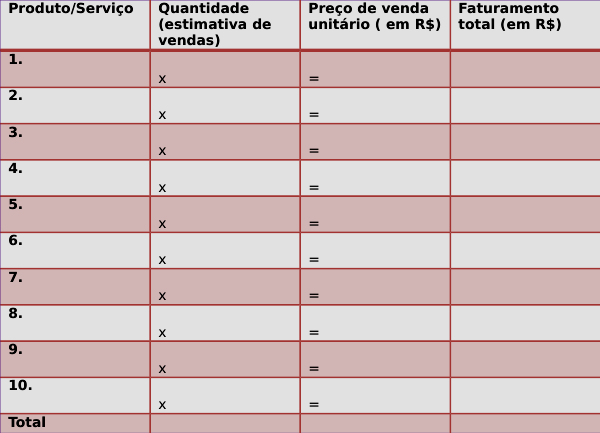 Produto/Serviço
Quantidade
(estimativa de
vendas)
Preço de venda
unitário ( em R$)
Faturamento
total (em R$)
1.
x
=
2.
x
=
3.
x
=
4.
x
=
5.
x
=
6.
x
=
7.
x
=
8.
x
=
9.
x
=
10.
x
=
Total